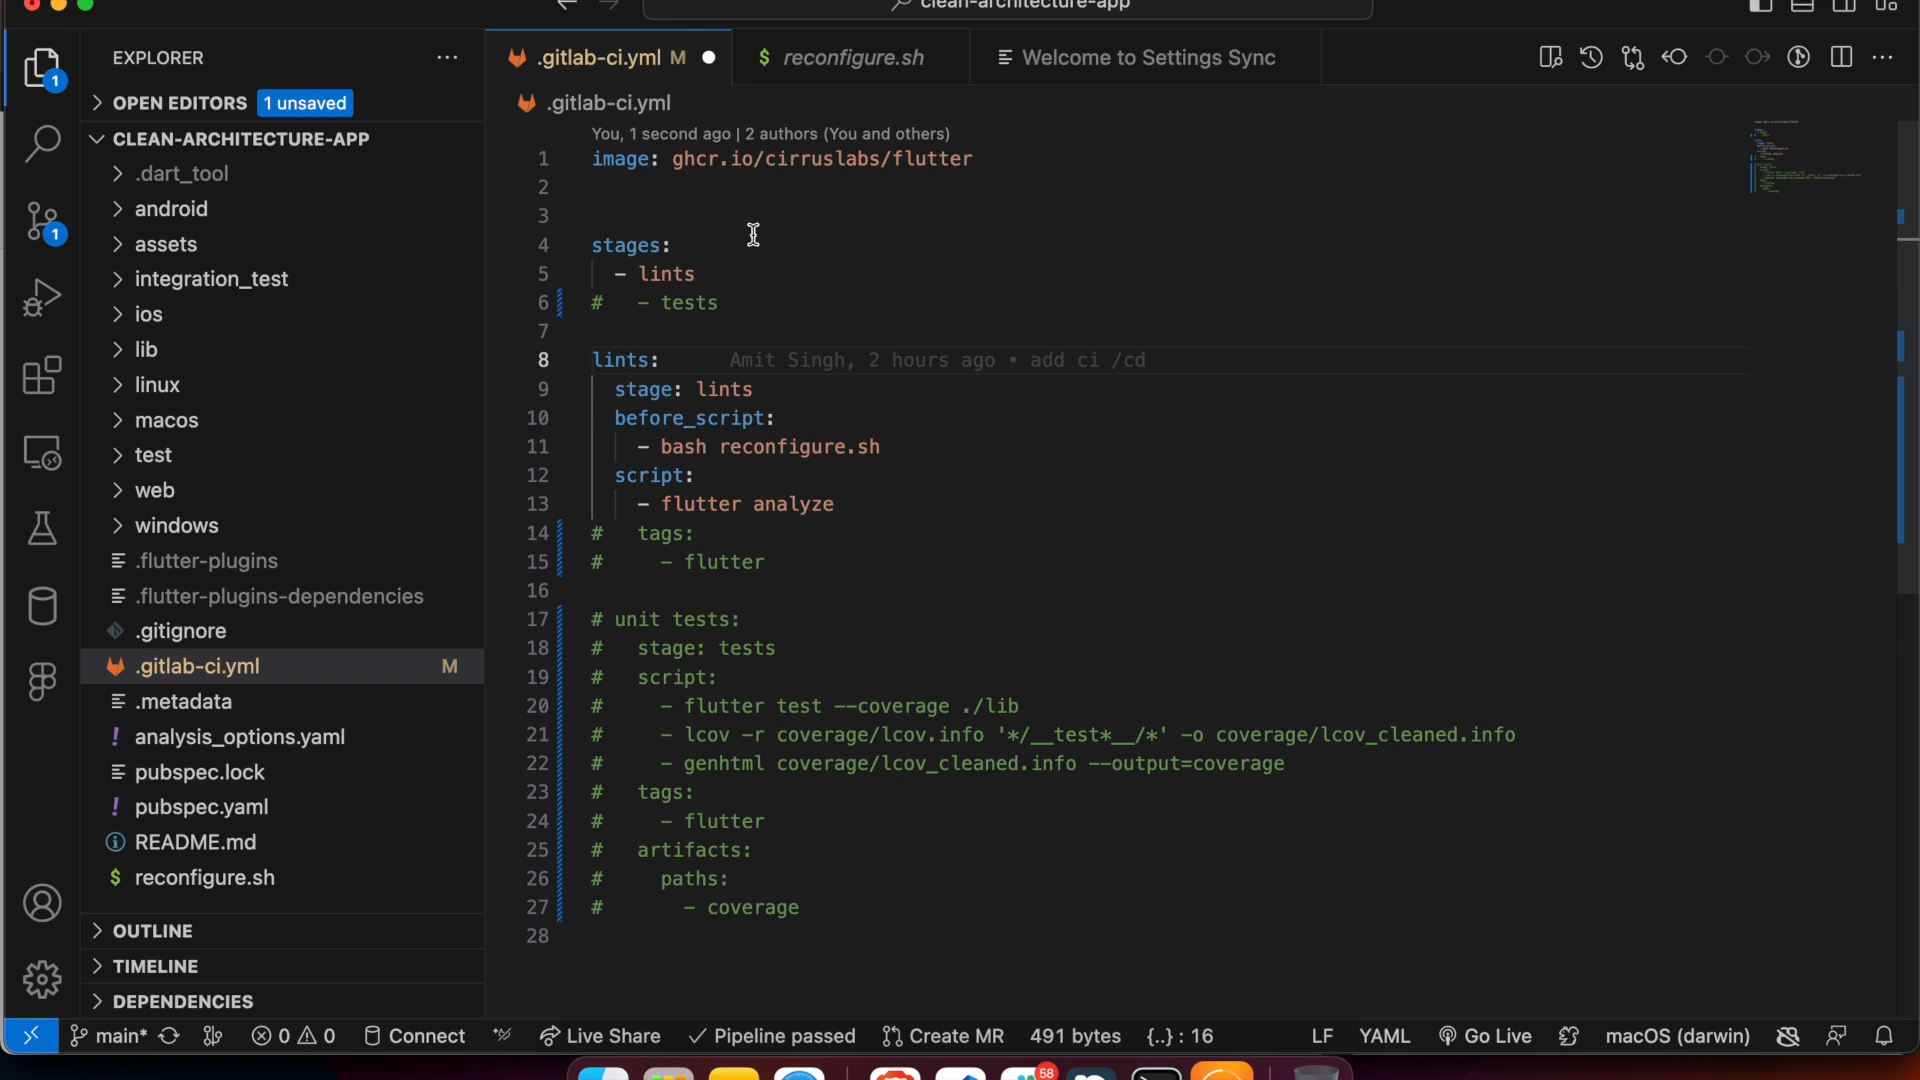 clean-architecture-app
EXPLORER
OPEN EDITORS 1 unsaved
CLEAN-ARCHITECTURE-APP
.dart_tool
android
assets
integration_test
ios
lib
linux
macos
test
web
windows
.flutter-plugins
.flutter-plugins-dependencies
.gitignore
.gitlab-ci.yml M
.metadata
! analysis_options.yaml
pubspec.lock
! pubspec.yaml
README.md
$ reconfigure.sh
OUTLINE
TIMELINE
DEPENDENCIES
1
1
.gitlab-ci.yml M
$ reconfigure.sh
Welcome to Settings Sync
.gitlab-ci.yml
You, 1 second ago | 2 authors (You and others)
1 image: ghcr.io/cirruslabs/flutter
2
3
4 stages:
5 - lints
6 # - tests
7
8 lints: Amit Singh, 2 hours ago • add ci /cd
9 stage: lints
10 before_script:
11 - bash reconfigure.sh
12 script:
13 - flutter analyze
14 # tags:
15 # - flutter
16
17 # unit tests:
18 # stage: tests
19 # script:
20 # - flutter test --coverage ./lib
21 # - lcov -r coverage/lcov.info '*/__test*__/*' -o coverage/lcov_cleaned.info
22 # - genhtml coverage/lcov_cleaned.info --output=coverage
23 # tags:
24 # - flutter
25 # artifacts:
26 # paths:
27 # - coverage
28
main* 0 0 Connect Live Share Pipeline passed Create MR 491 bytes {..} : 16 LF YAML Go Live macOS (darwin)
58